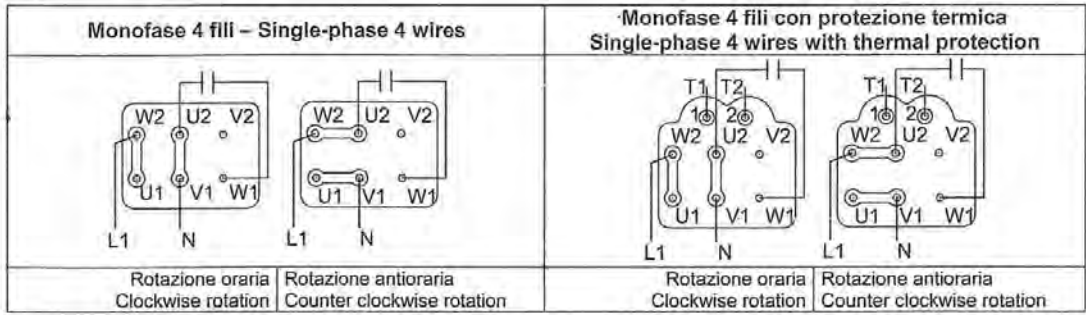 Monofase 4 fili – Single-phase 4 wires
Monofase 4 fili con protezione termica
Single-phase 4 wires with thermal protection
W2 U2 V2
U1 V1 W1
L1 N
W2 U2 V2
U1 V1 W1
L1 N
T1 T2
1 2
W2 U2 V2
U1 V1 W1
L1 N
T1 T2
1 2
W2 U2 V2
U1 V1 W1
L1 N
Rotazione oraria
Clockwise rotation
Rotazione antioraria
Counter clockwise rotation
Rotazione oraria
Clockwise rotation
Rotazione antioraria
Counter clockwise rotation